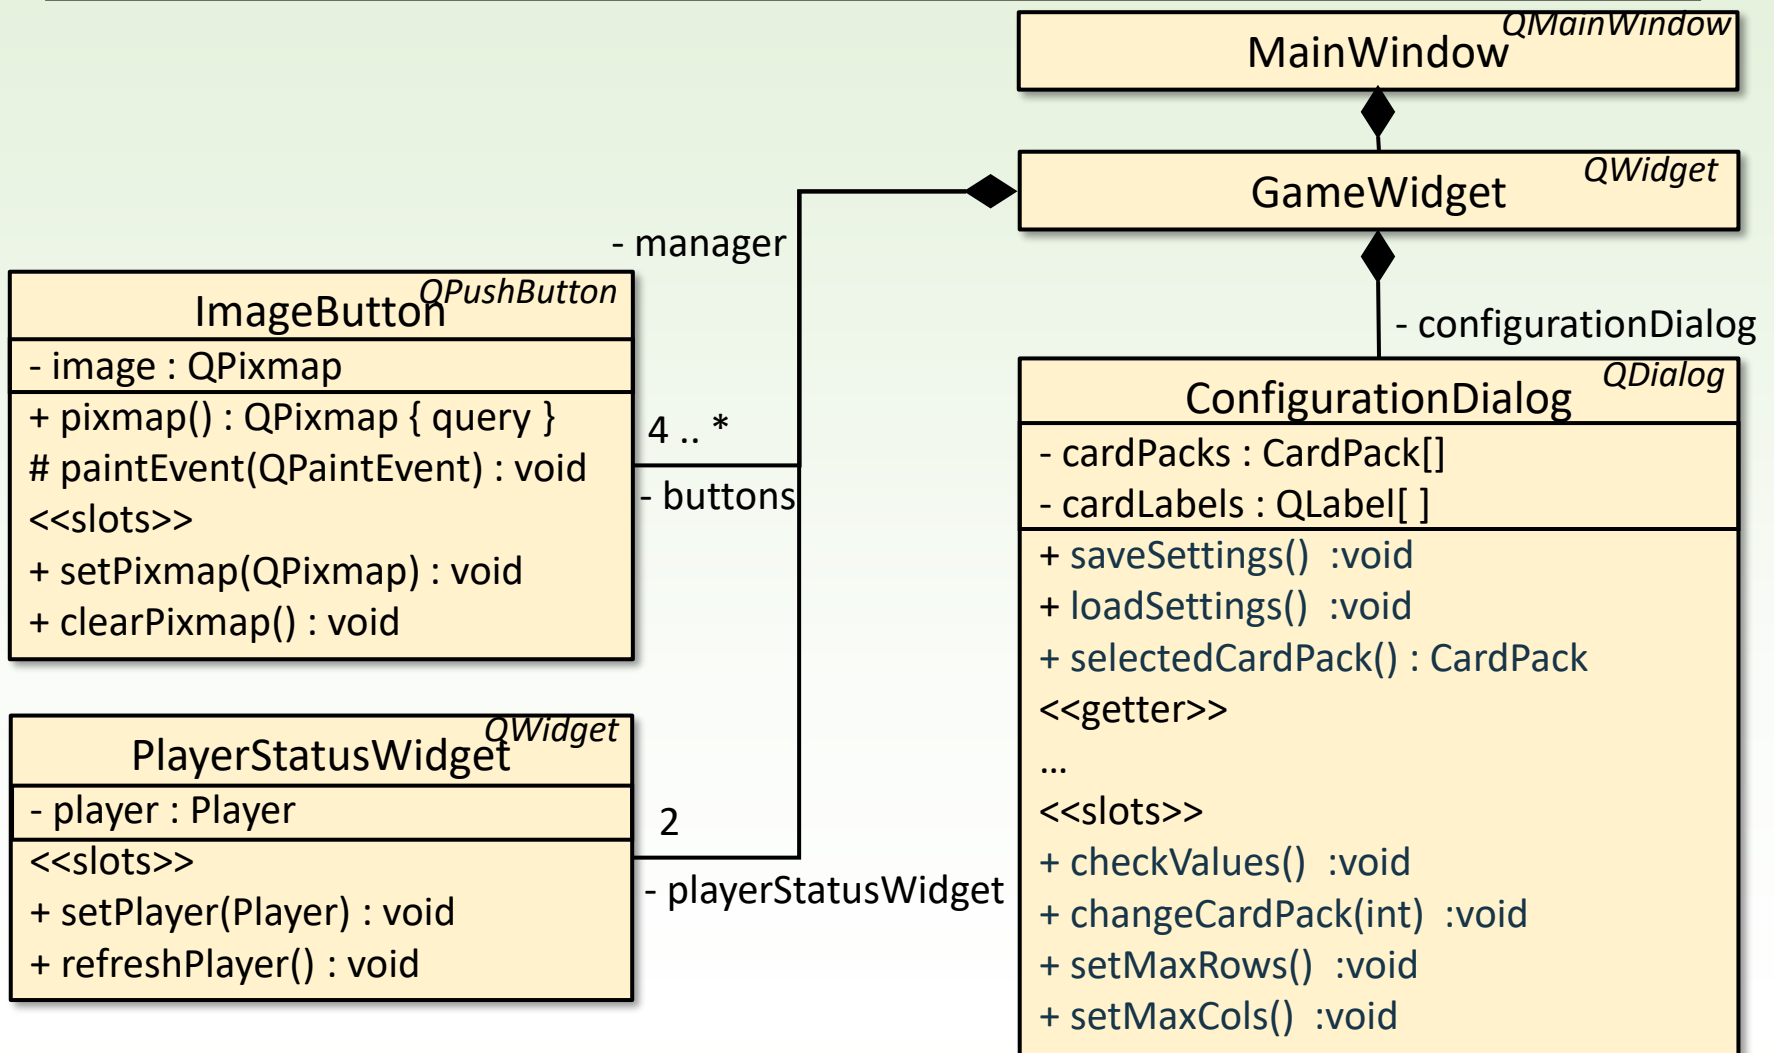 QMainWindow
MainWindow
QWidget
GameWidget
- manager
- configurationDialog
QPushButton
ImageButton
- image : QPixmap
+ pixmap() : QPixmap { query }
# paintEvent(QPaintEvent) : void
<<slots>>
+ setPixmap(QPixmap) : void
+ clearPixmap() : void
4 .. *
- buttons
QWidget
PlayerStatusWidget
- player : Player
<<slots>>
+ setPlayer(Player) : void
+ refreshPlayer() : void
2
- playerStatusWidget
QDialog
ConfigurationDialog
- cardPacks : CardPack[]
- cardLabels : QLabel[ ]
+ saveSettings()  :void
+ loadSettings()  :void
+ selectedCardPack() : CardPack
<<getter>>
...
<<slots>>
+ checkValues()  :void
+ changeCardPack(int)  :void
+ setMaxRows()  :void
+ setMaxCols()  :void